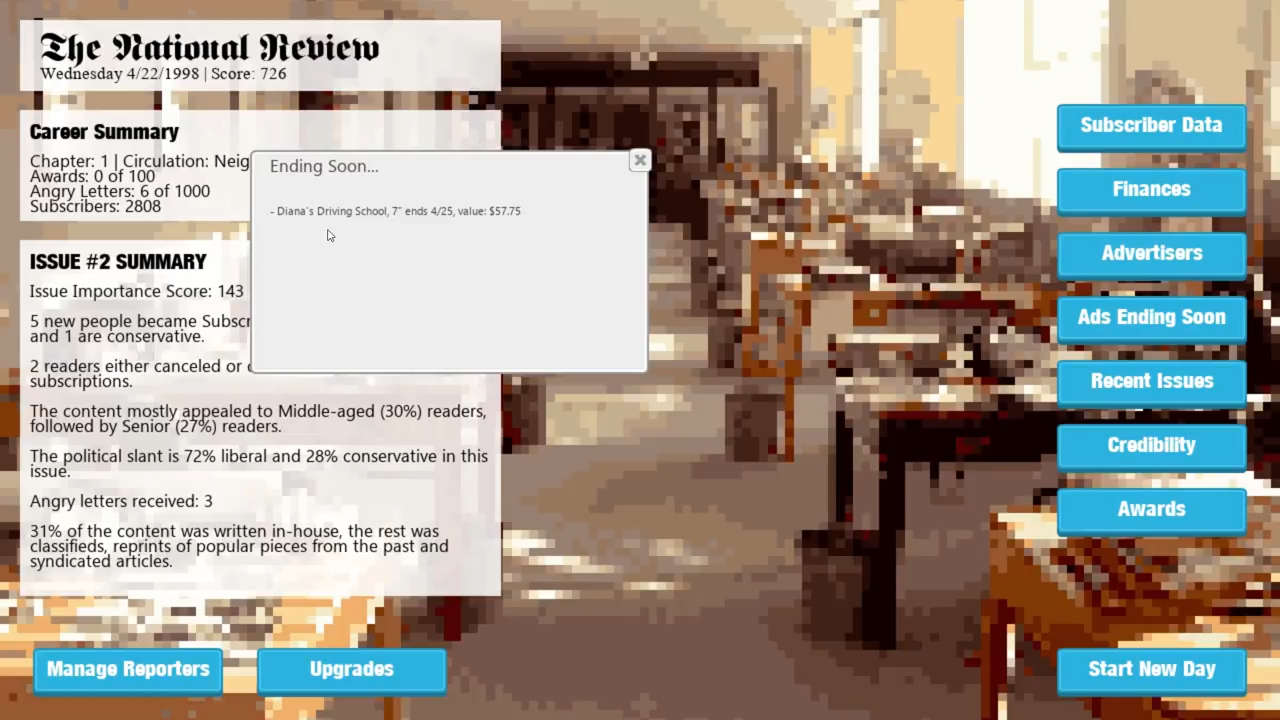 The National Review
Wednesday 4/22/1998 | Score: 726
Career Summary
Chapter: 1 | Circulation: Neig
Awards: 0 of 100
Angry Letters: 6 of 1000
Subscribers: 2808
Ending Soon...
- Diana's Driving School, 7" ends 4/25, value: $57.75
ISSUE #2 SUMMARY
Issue Importance Score: 143
5 new people became Subscr
and 1 are conservative.
2 readers either canceled or
subscriptions.
The content mostly appealed to Middle-aged (30%) readers,
followed by Senior (27%) readers.
The political slant is 72% liberal and 28% conservative in this
issue.
Angry letters received: 3
31% of the content was written in-house, the rest was
classifieds, reprints of popular pieces from the past and
syndicated articles.
Subscriber Data
Finances
Advertisers
Ads Ending Soon
Recent Issues
Credibility
Awards
Manage Reporters
Upgrades
Start New Day